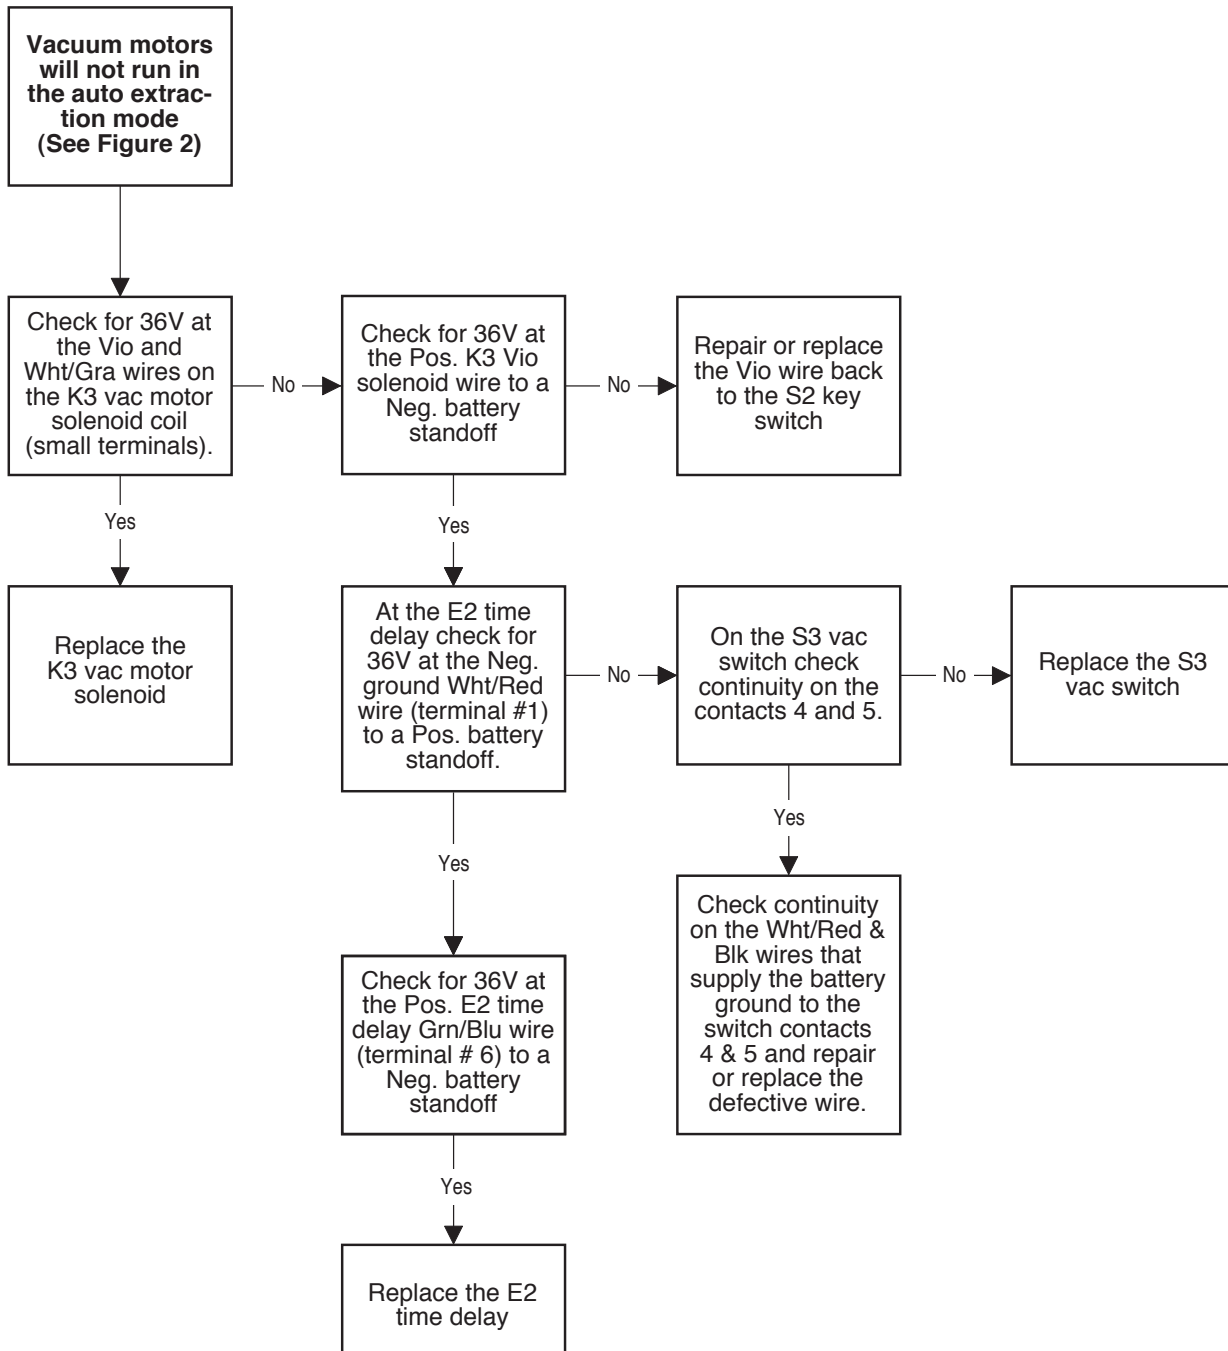 Vacuum motors
will not run in
the auto extrac-
tion mode
(See Figure 2)
Check for 36V at
the Vio and
Wht/Gra wires on
the K3 vac motor
solenoid coil
(small terminals).
No
Check for 36V at
the Pos. K3 Vio
solenoid wire to a
Neg. battery
standoff
No
Repair or replace
the Vio wire back
to the S2 key
switch
Yes
Yes
Replace the
K3 vac motor
solenoid
At the E2 time
delay check for
36V at the Neg.
ground Wht/Red
wire (terminal #1)
to a Pos. battery
standoff.
No
On the S3 vac
switch check
continuity on the
contacts 4 and 5.
No
Replace the S3
vac switch
Yes
Yes
Check continuity
on the Wht/Red &
Blk wires that
supply the battery
ground to the
switch contacts
4 & 5 and repair
or replace the
defective wire.
Check for 36V at
the Pos. E2 time
delay Grn/Blu wire
(terminal # 6) to a
Neg. battery
standoff
Yes
Replace the E2
time delay